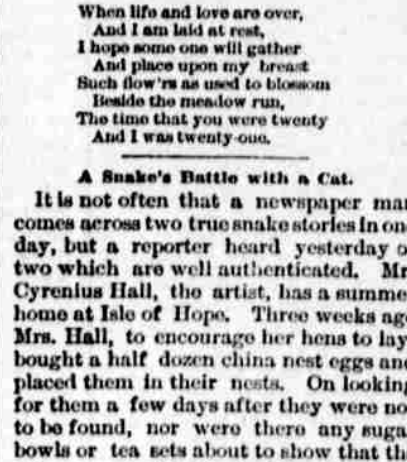 When life and love are over,
And I am laid at rest,
I hope some one will gather
And place upon my breast
Such flow'rs as used to blossom
Beside the meadow run,
The time that you were twenty
And I was twenty-one.
A Snake's Battle with a Cat.
It is not often that a newspaper man
comes across two true snake stories in one
day, but a reporter heard yesterday o
two which are well authenticated. Mr
Cyrenius Hall, the artist, has a summe
home at Isle of Hope. Three weeks ago
Mrs. Hall, to encourage her hens to lay
bought a half dozen china nest eggs and
placed them in their nests. On looking
for them a few days after they were no
to be found, nor were there any suga
bowls or tea sets about to show that th